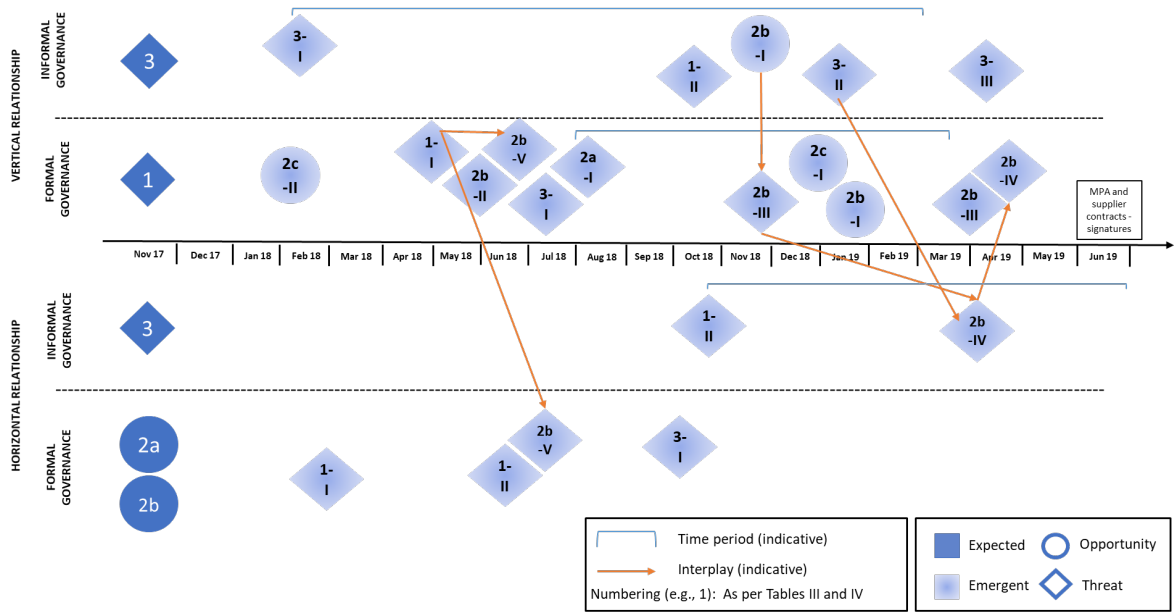 VERTICAL RELATIONSHIP
INFORMAL
GOVERNANCE
3
3-
I
1-
II
2b
-I
3-
II
3-
III
FORMAL
GOVERNANCE
1
2c
-II
1-
I
2b
-II
2b
-V
3-
I
2a
-I
2b
-III
2c
-I
2b
-I
2b
-III
2b
-IV
MPA and
supplier
contracts -
signatures
Nov 17
Dec 17
Jan 18
Feb 18
Mar 18
Apr 18
May 18
Jun 18
Jul 18
Aug 18
Sep 18
Oct 18
Nov 18
Dec 18
Jan 19
Feb 19
Mar 19
Apr 19
May 19
Jun 19
HORIZONTAL RELATIONSHIP
INFORMAL
GOVERNANCE
3
1-
II
2b
-IV
FORMAL
GOVERNANCE
2a
2b
1-
I
1-
II
2b
-V
3-
I
Time period (indicative)
Interplay (indicative)
Numbering (e.g., 1): As per Tables III and IV
Expected
Opportunity
Emergent
Threat